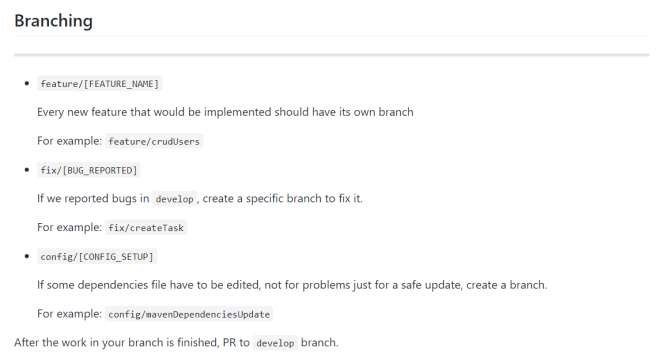 Branching
feature/[FEATURE_NAME]
Every new feature that would be implemented should have its own branch
For example: feature/crudUsers
fix/[BUG_REPORTED]
If we reported bugs in develop, create a specific branch to fix it.
For example: fix/createTask
config/[CONFIG_SETUP]
If some dependencies file have to be edited, not for problems just for a safe update, create a branch.
For example: config/mavenDependenciesUpdate
After the work in your branch is finished, PR to develop branch.